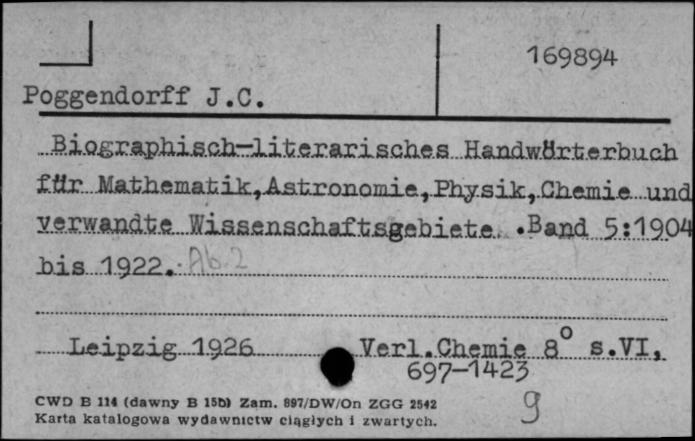 169894
Poggendorff J.C.
Biographisch-literarisches Handwörterbuch
für Mathematik, Astronomie, Physik, Chemie und
verwandte Wissenschaftsgebiete. Band 5:1904
bis 1922. Ab. 2
Leipzig 1926 Verl.Chemie 8° s.VI,
697-1423
CWD B 114 (dawny B 15b) Zam. 897/DW/On ZGG 2542
Karta katalogowa wydawnictw ciągłych i zwartych.
g